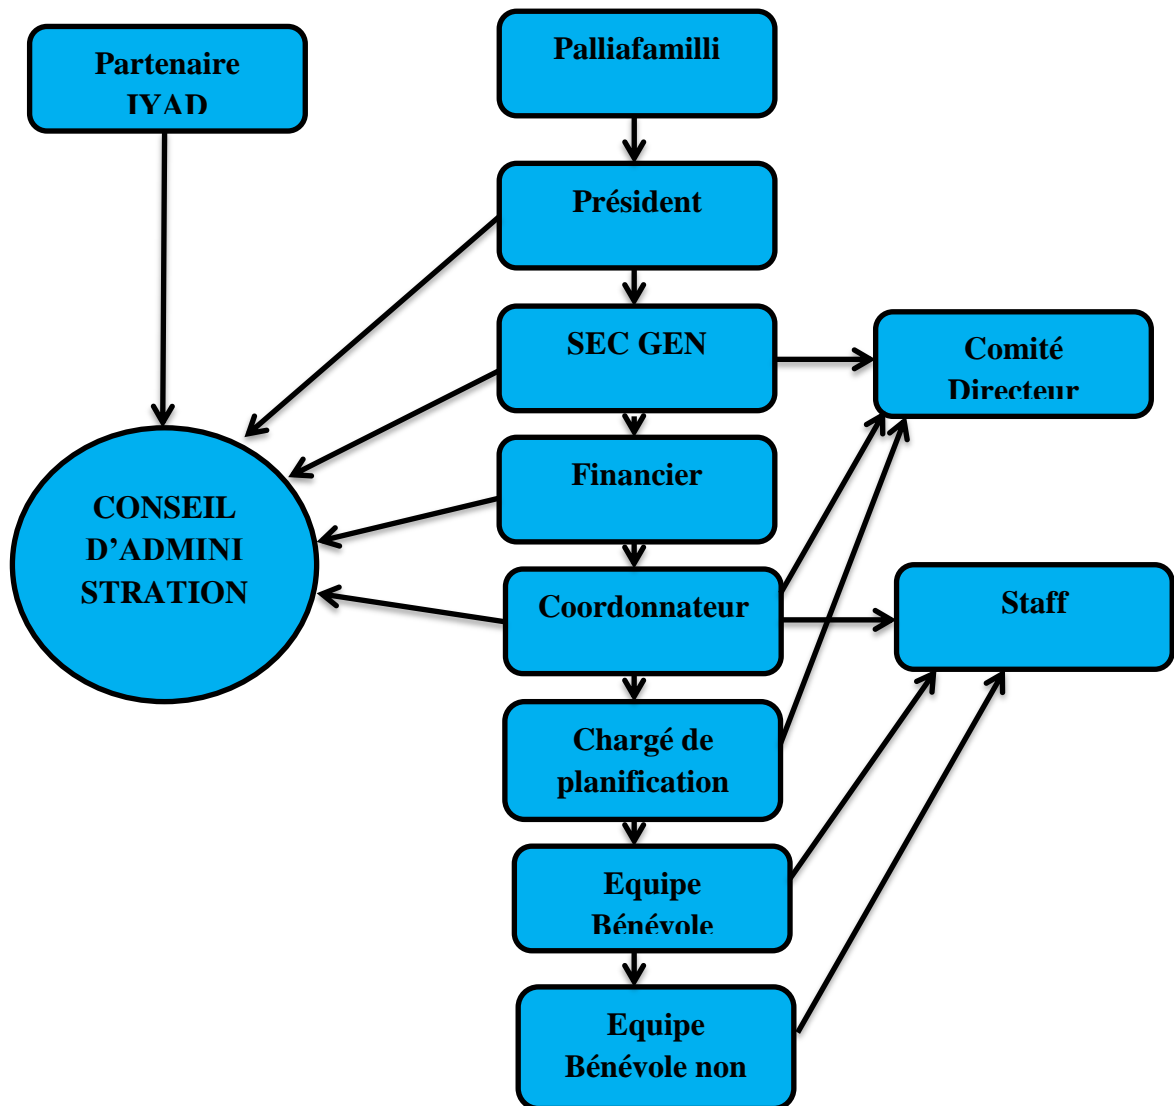 Partenaire
IYAD
Palliafamilli
Président
SEC GEN
Comité
Directeur
Financier
CONSEIL
D’ADMINI
STRATION
Coordonnateur
Staff
Chargé de
planification
Equipe
Bénévole
Equipe
Bénévole non